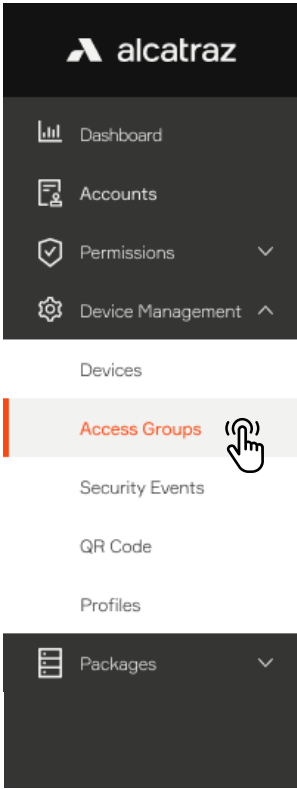 alcatraz
Dashboard
Accounts
Permissions
Device Management
Devices
Access Groups
Security Events
QR Code
Profiles
Packages